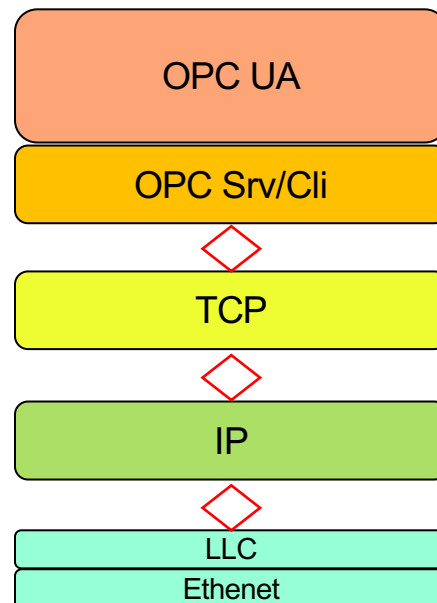 OPC UA
OPC Srv/Cli
TCP
IP
LLC
Ethenet